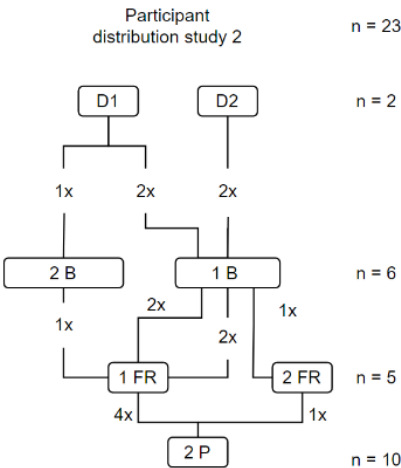 Participant
distribution study 2
n = 23
D1
D2
n = 2
1x
2x
2x
2 B
1 B
n = 6
2x
1x
1x
2x
1 FR
2 FR
n = 5
4x
1x
2 P
n = 10